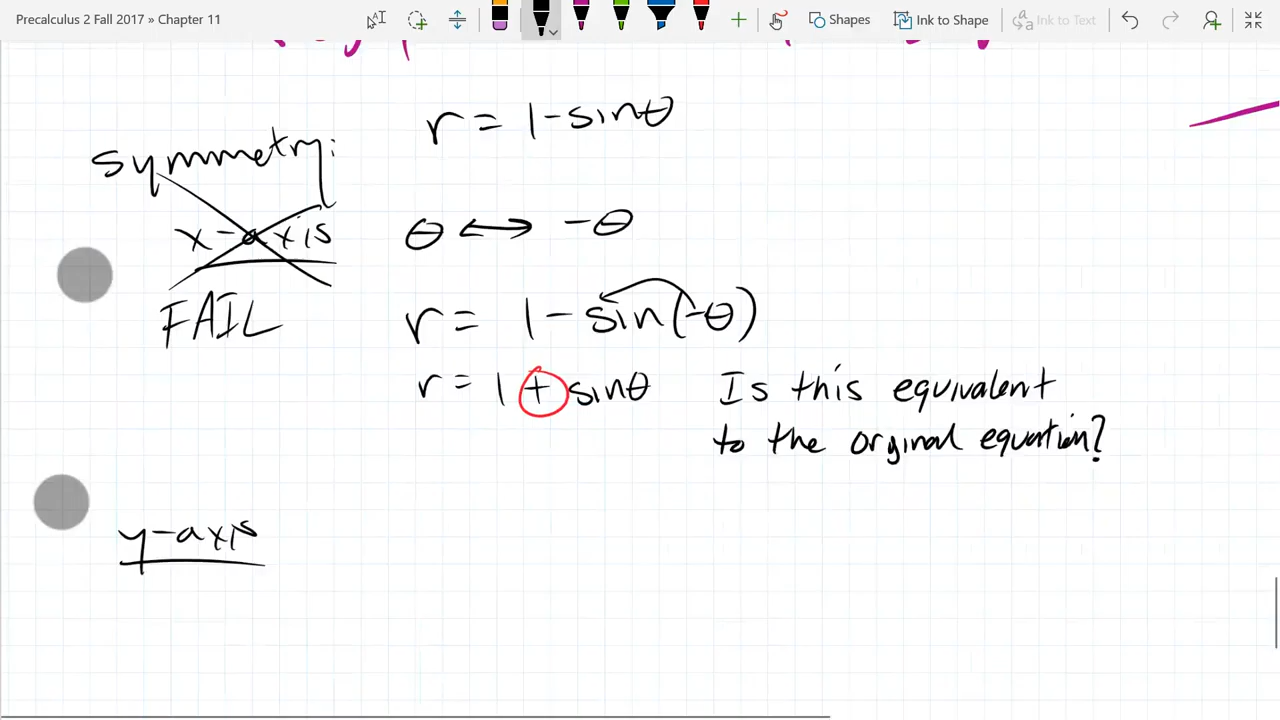 Precalculus 2 Fall 2017 » Chapter 11
Shapes
Ink to Shape
Ink to Text
r = 1-sinθ
symmetry:
x-axis
θ ↔ -θ
FAIL
r = 1-sin(-θ)
r = 1 + sinθ
Is this equivalent
to the orginal equation?
y-axis